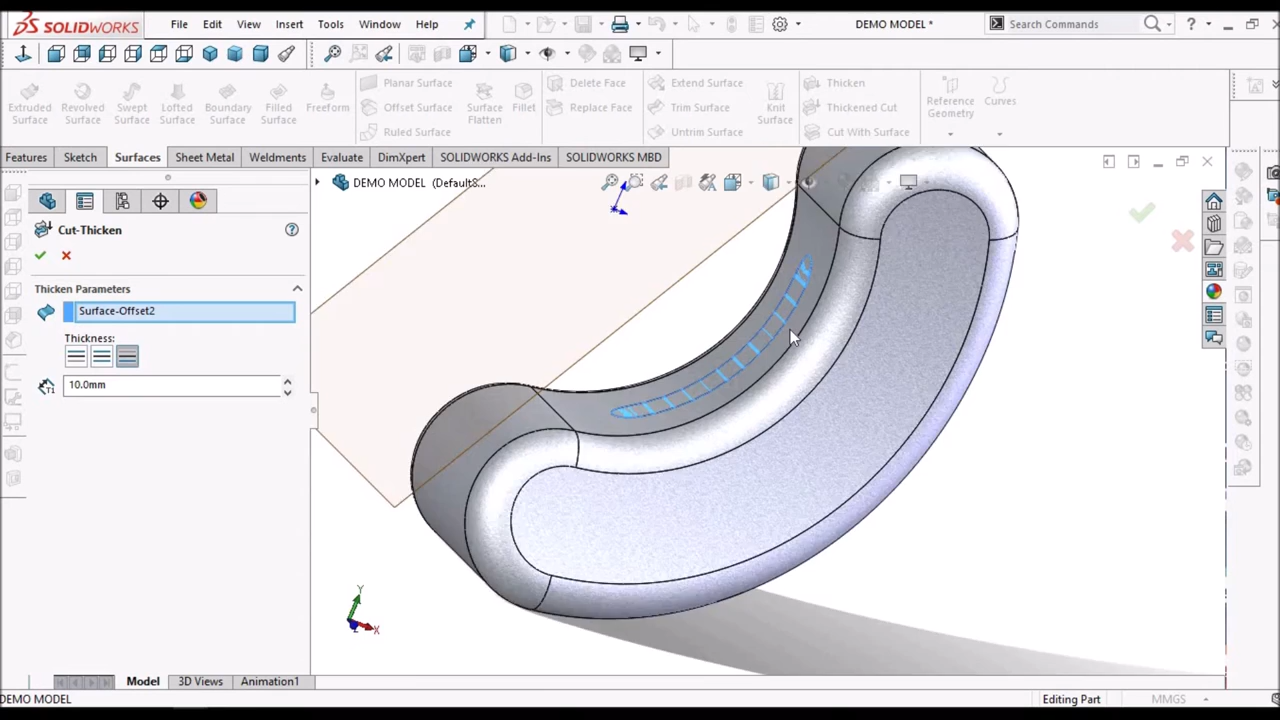 SOLIDWORKS File Edit View Insert Tools Window Help DEMO MODEL * Search Commands
Extruded Surface
Revolved Surface
Swept Surface
Lofted Surface
Boundary Surface
Filled Surface
Freeform
Planar Surface
Offset Surface
Ruled Surface
Surface Flatten
Fillet
Delete Face
Replace Face
Extend Surface
Trim Surface
Untrim Surface
Knit Surface
Thicken
Thickened Cut
Cut With Surface
Reference Geometry
Curves
Features Sketch Surfaces Sheet Metal Weldments Evaluate DimXpert SOLIDWORKS Add-Ins SOLIDWORKS MBD
DEMO MODEL (Default8...
Cut-Thicken
Thicken Parameters
Surface-Offset2
Thickness:
T1
10.0mm
Y
X
Z
Model 3D Views Animation1
DEMO MODEL Editing Part MMGS